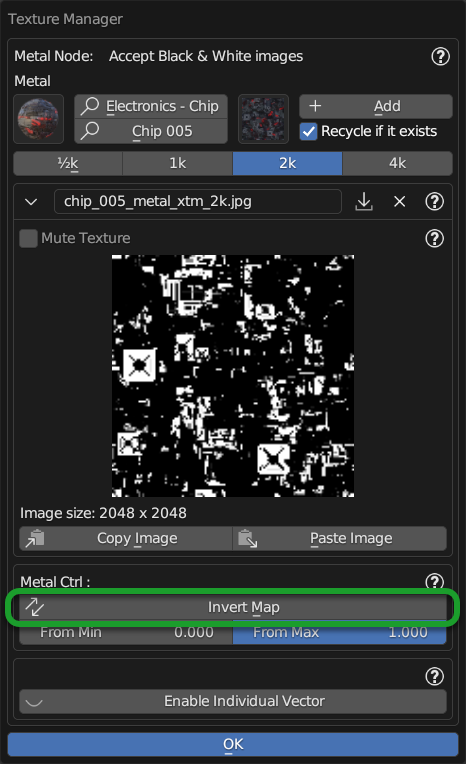 Texture Manager
Metal Node: Accept Black & White images
Metal
Electronics - Chip
Chip 005
Add
Recycle if it exists
½k 1k 2k 4k
chip_005_metal_xtm_2k.jpg
Mute Texture
Image size: 2048 x 2048
Copy Image Paste Image
Metal Ctrl :
Invert Map
From Min 0.000 From Max 1.000
Enable Individual Vector
OK